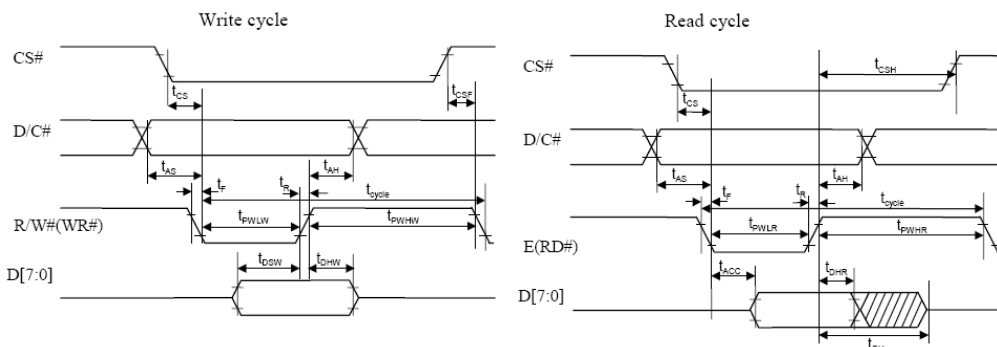 Write cycle
CS#
tCS
tCSF
D/C#
tAS
tF
tR
tAH
tcycle
R/W#(WR#)
tPWLW
tPWHW
tDSW
tDHW
D[7:0]
Read cycle
CS#
tCSH
tCS
D/C#
tAS
tF
tR
tAH
tcycle
E(RD#)
tPWLR
tPWHR
tACC
tDHR
D[7:0]